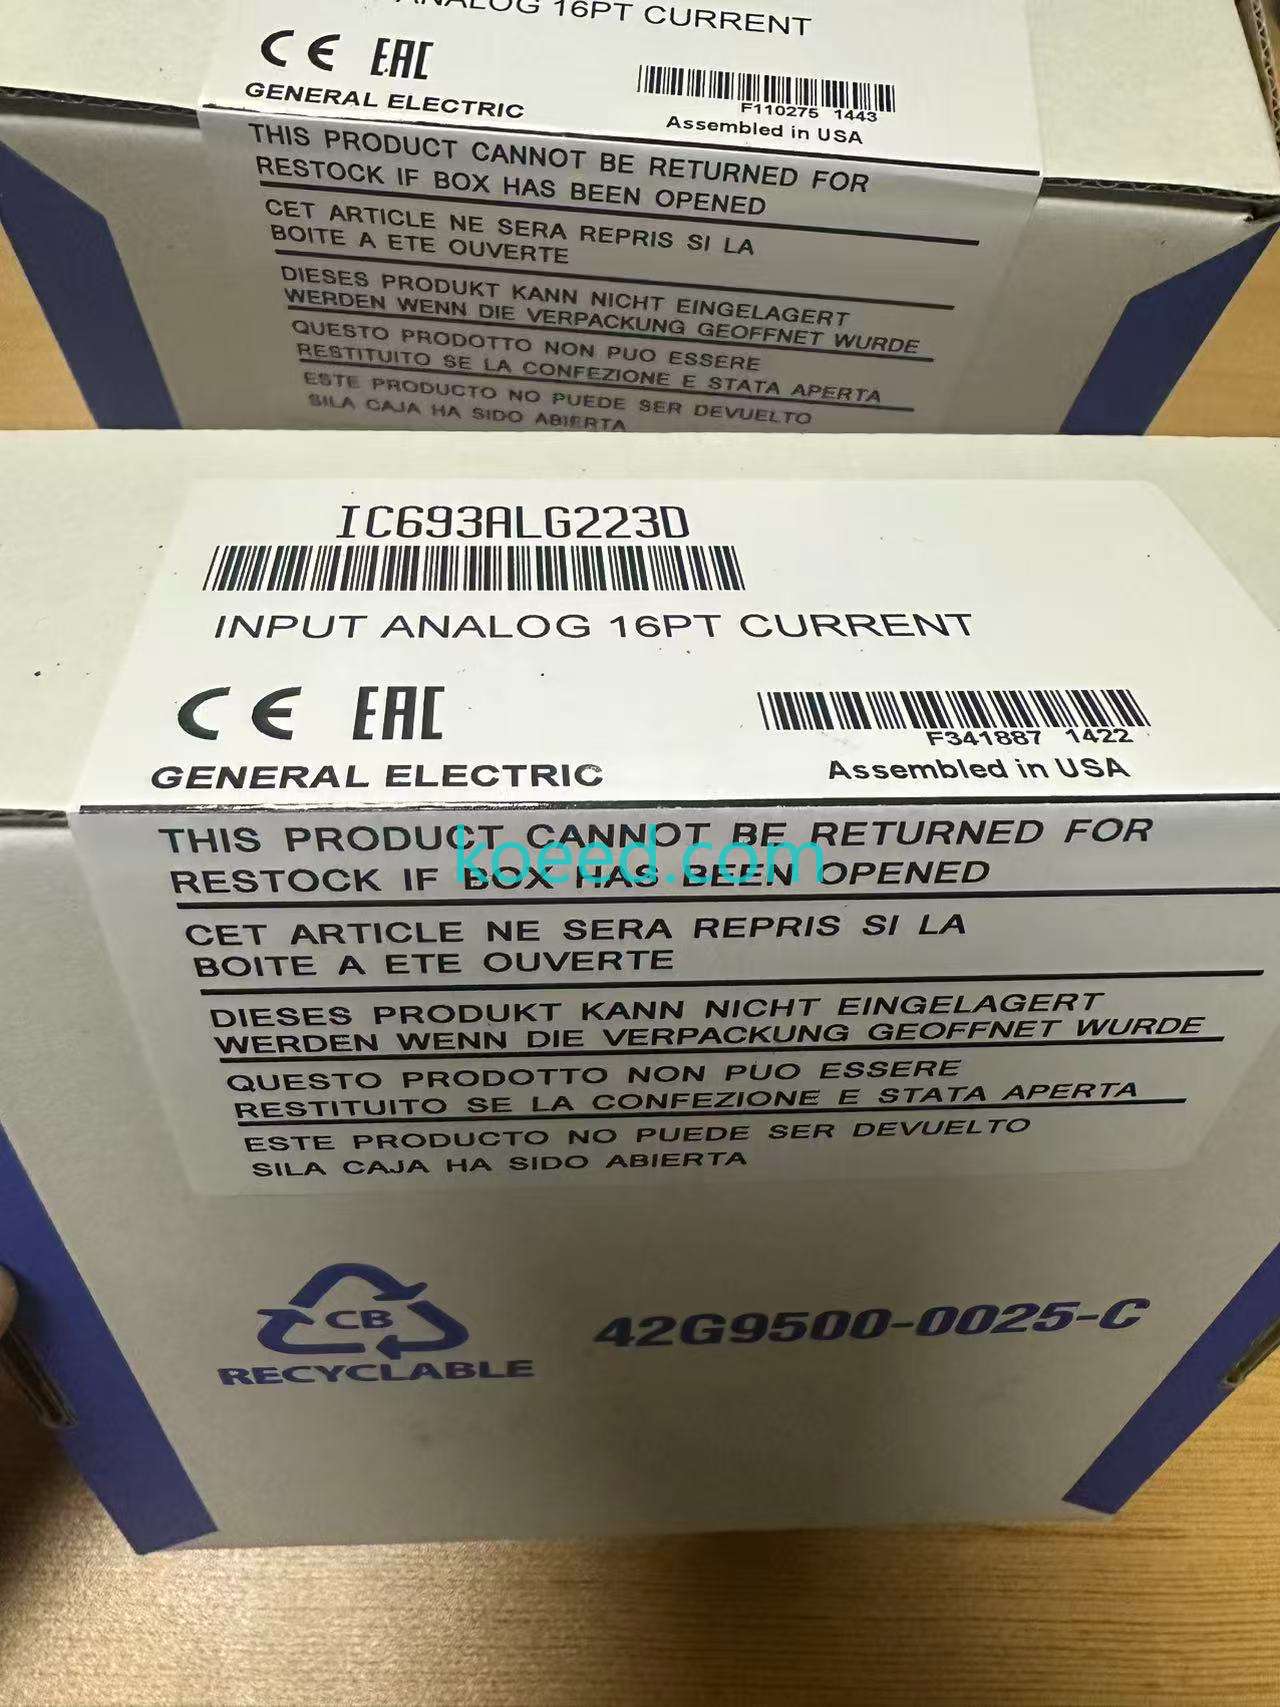 ANALOG 16PT CURRENT
CE EAC
GENERAL ELECTRIC
F110275 1443
Assembled in USA
THIS PRODUCT CANNOT BE RETURNED FOR
RESTOCK IF BOX HAS BEEN OPENED
CET ARTICLE NE SERA REPRIS SI LA
BOITE A ETE OUVERTE
DIESES PRODUKT KANN NICHT EINGELAGERT
WERDEN WENN DIE VERPACKUNG GEOFFNET WURDE
QUESTO PRODOTTO NON PUO ESSERE
RESTITUITO SE LA CONFEZIONE E STATA APERTA
ESTE PRODUCTO NO PUEDE SER DEVUELTO
SILA CAJA HA SIDO ABIERTA
IC693ALG223D
INPUT ANALOG 16PT CURRENT
CE EAC
F341887 1422
GENERAL ELECTRIC
Assembled in USA
THIS PRODUCT CANNOT BE RETURNED FOR
koeed.com
RESTOCK IF BOX HAS BEEN OPENED
CET ARTICLE NE SERA REPRIS SI LA
BOITE A ETE OUVERTE
DIESES PRODUKT KANN NICHT EINGELAGERT
WERDEN WENN DIE VERPACKUNG GEOFFNET WURDE
QUESTO PRODOTTO NON PUO ESSERE
RESTITUITO SE LA CONFEZIONE E STATA APERTA
ESTE PRODUCTO NO PUEDE SER DEVUELTO
SILA CAJA HA SIDO ABIERTA
CB
RECYCLABLE
42G9500-0025-C